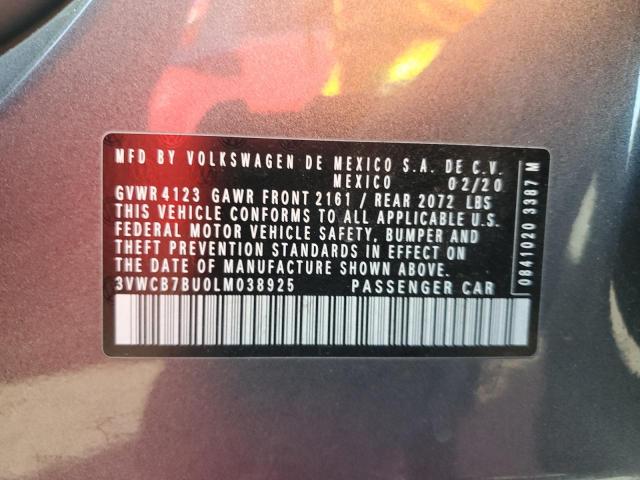 MFD BY VOLKSWAGEN DE MEXICO S.A. DE C.V.
MEXICO 02/20
GVWR 4123 GAWR FRONT 2161 / REAR 2072 LBS
THIS VEHICLE CONFORMS TO ALL APPLICABLE U.S.
FEDERAL MOTOR VEHICLE SAFETY, BUMPER AND
THEFT PREVENTION STANDARDS IN EFFECT ON
THE DATE OF MANUFACTURE SHOWN ABOVE.
3VWCB7BU0LM038925 PASSENGER CAR
0841020 3387 M